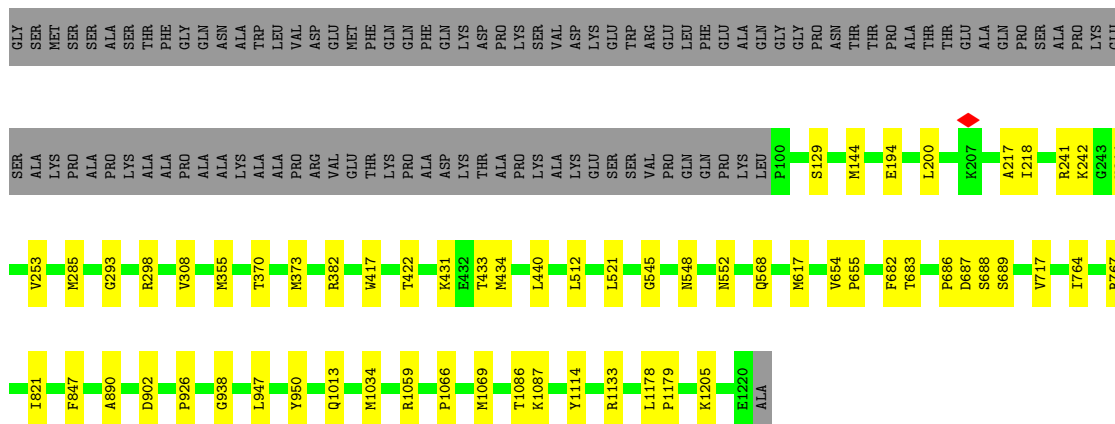 GLY SER MET SER SER ALA SER THR PHE GLY GLN ASN ALA TRP LEU VAL ASP GLU MET PHE GLN GLN PHE GLN LYS ASP PRO LYS SER VAL ASP LYS GLU TRP ARG GLU LEU PHE GLU ALA GLN GLY GLY PRO ASN THR THR PRO ALA THR THR GLU ALA GLN PRO SER ALA PRO LYS GLU
SER ALA LYS PRO ALA PRO LYS ALA ALA PRO ALA ALA LYS ALA ALA PRO ARG VAL GLU THR LYS PRO ALA ASP LYS THR ALA PRO LYS ALA GLU SER SER VAL PRO GLN GLN PRO LYS LEU P100 S129 M144 E194 L200 K207 A217 I218 R241 K242 G243
V253 M285 G293 R298 V308 M355 T370 M373 R382 W417 T422 K431 E432 T433 M434 L440 L512 L521 G545 N548 N552 Q568 M617 V654 P655 F682 T683 P686 D687 S688 S689 V717 I764
I821 F847 A890 D902 P926 G938 L947 Y950 Q1013 M1034 R1059 P1066 M1069 T1086 K1087 Y1114 R1133 L1178 P1179 K1205 E1220 ALA